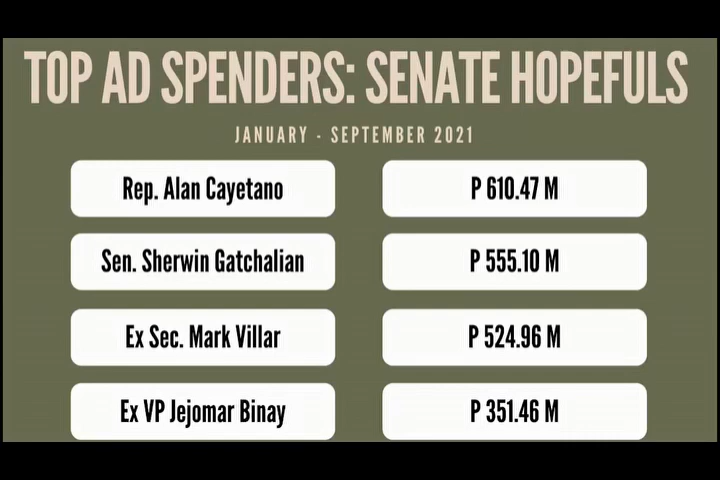 TOP AD SPENDERS: SENATE HOPEFULS
JANUARY - SEPTEMBER 2021
Rep. Alan Cayetano P 610.47 M
Sen. Sherwin Gatchalian P 555.10 M
Ex Sec. Mark Villar P 524.96 M
Ex VP Jejomar Binay P 351.46 M